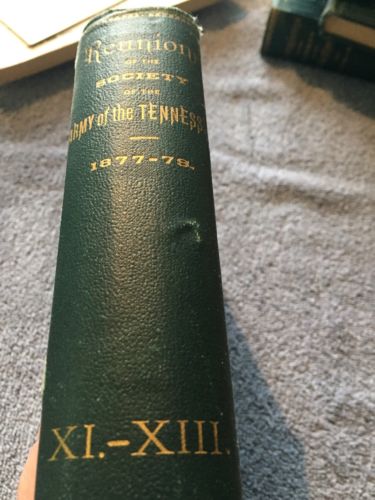 Reunion
OF THE
SOCIETY
OF THE
ARMY of the TENNESS
1877-79.
XI.-XIII.